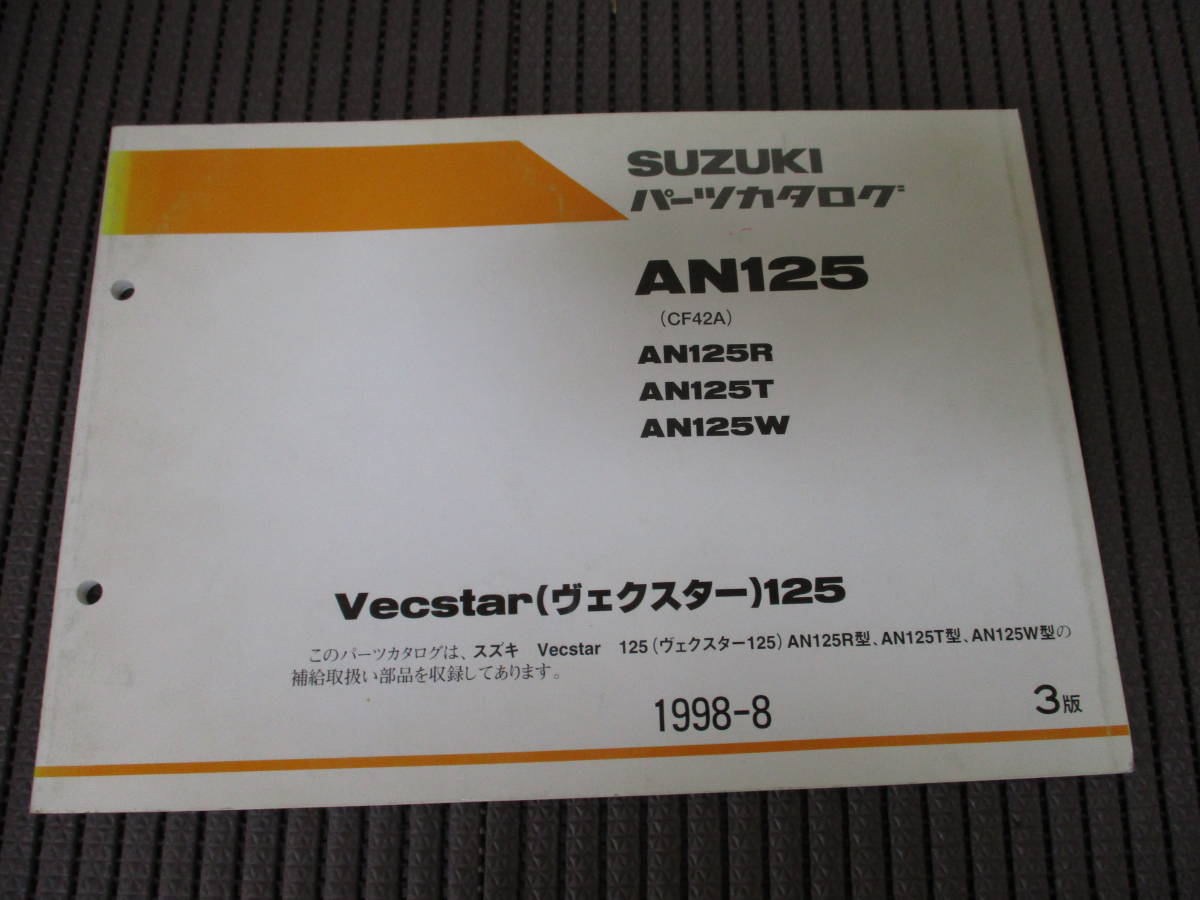 SUZUKI
パーツカタログ
AN125
(CF42A)
AN125R
AN125T
AN125W
Vecstar(ヴェクスター)125
このパーツカタログは、スズキ Vecstar 125(ヴェクスター125)AN125R型、AN125T型、AN125W型の
補給取扱い部品を収録してあります。
1998-8
3版